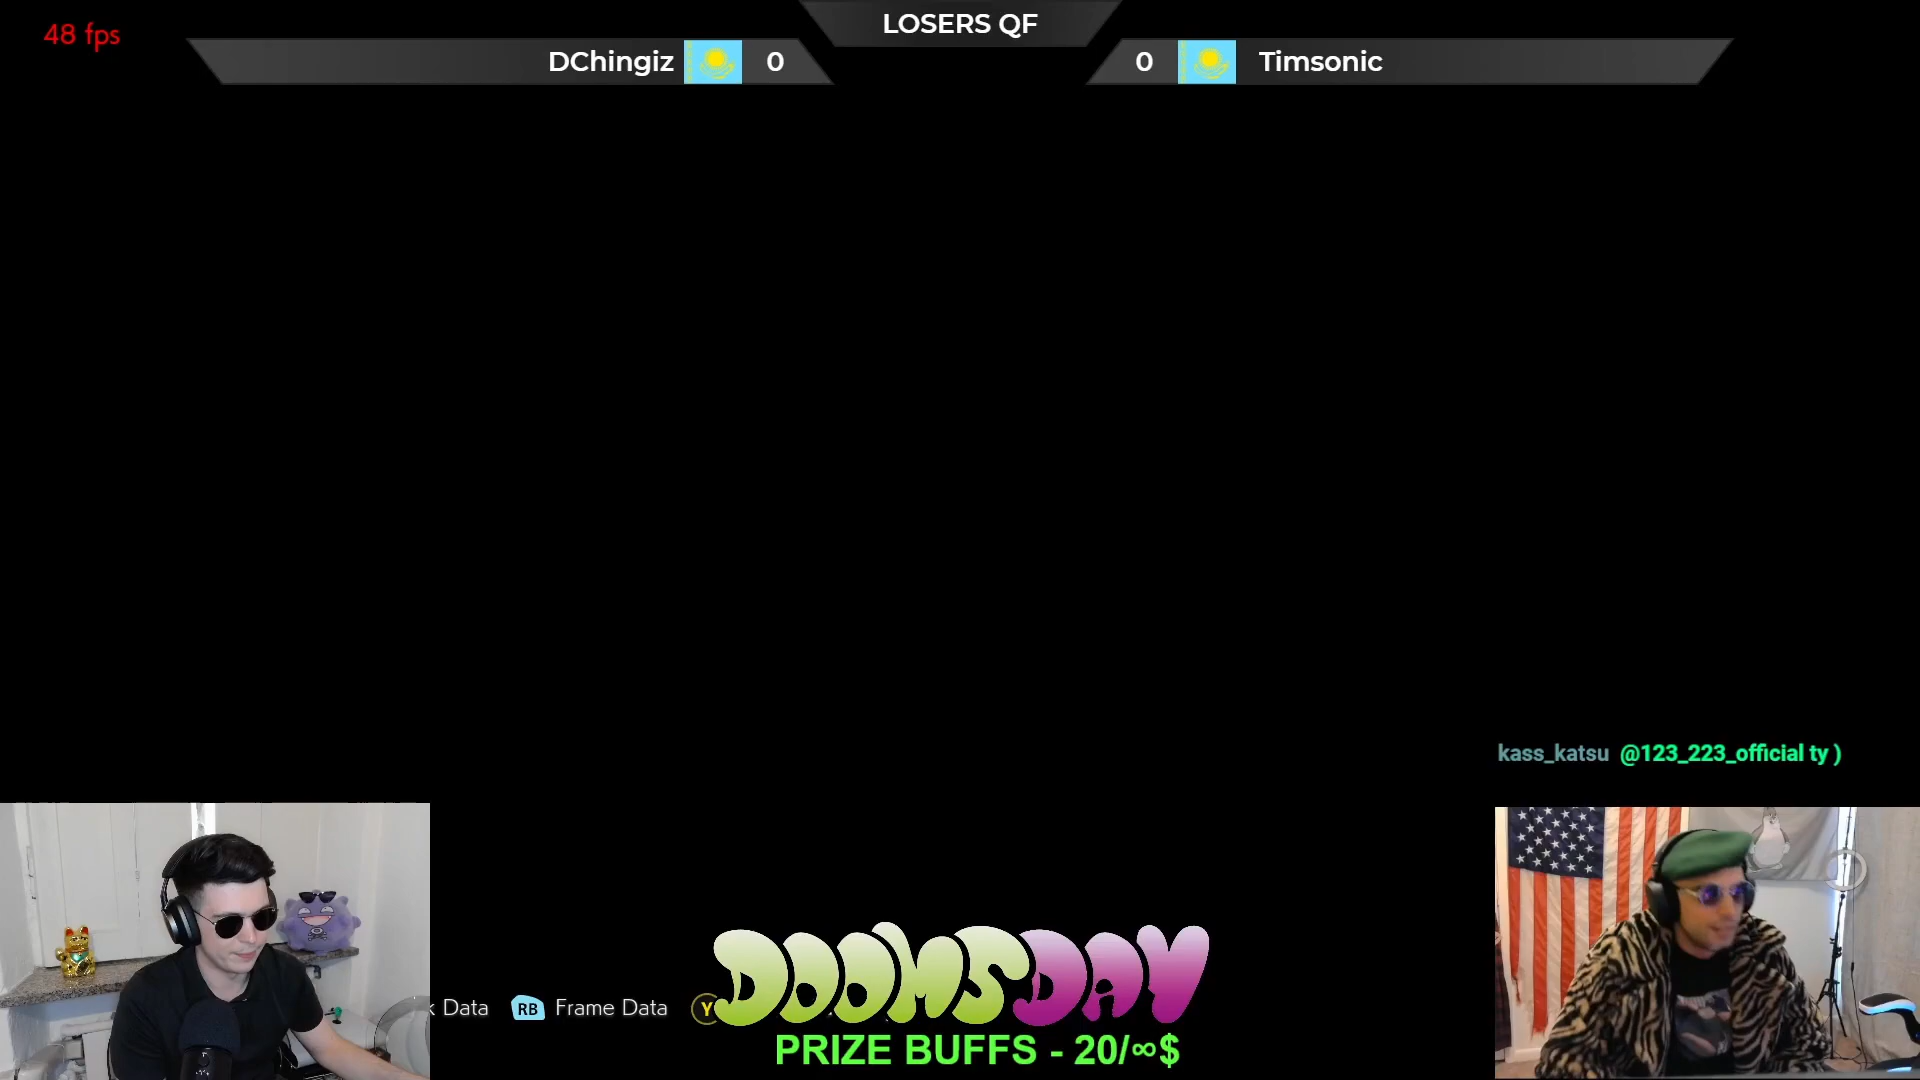 48 fps
LOSERS QF
DChingiz 0
0 Timsonic
kass_katsu @123_223_official ty )
Data RB Frame Data Y
DOOMSDAY
PRIZE BUFFS - 20/∞$